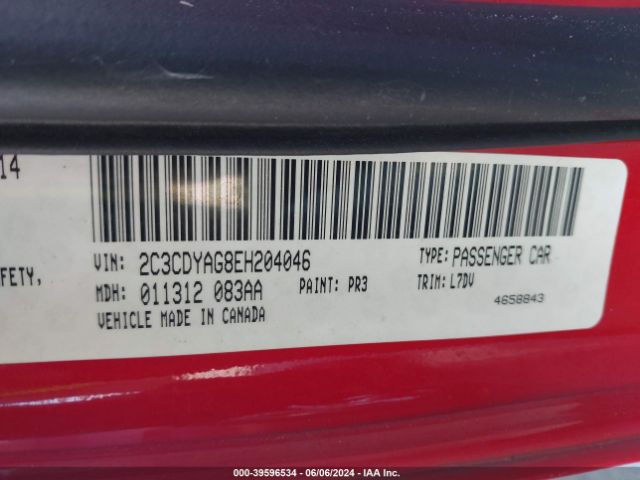 14
VIN: 2C3CDYAG8EH204046 TYPE: PASSENGER CAR
FETY,
MDH: 011312 083AA PAINT: PR3 TRIM: L7DV
VEHICLE MADE IN CANADA 4658843
000-39596534 - 06/06/2024 - IAA Inc.